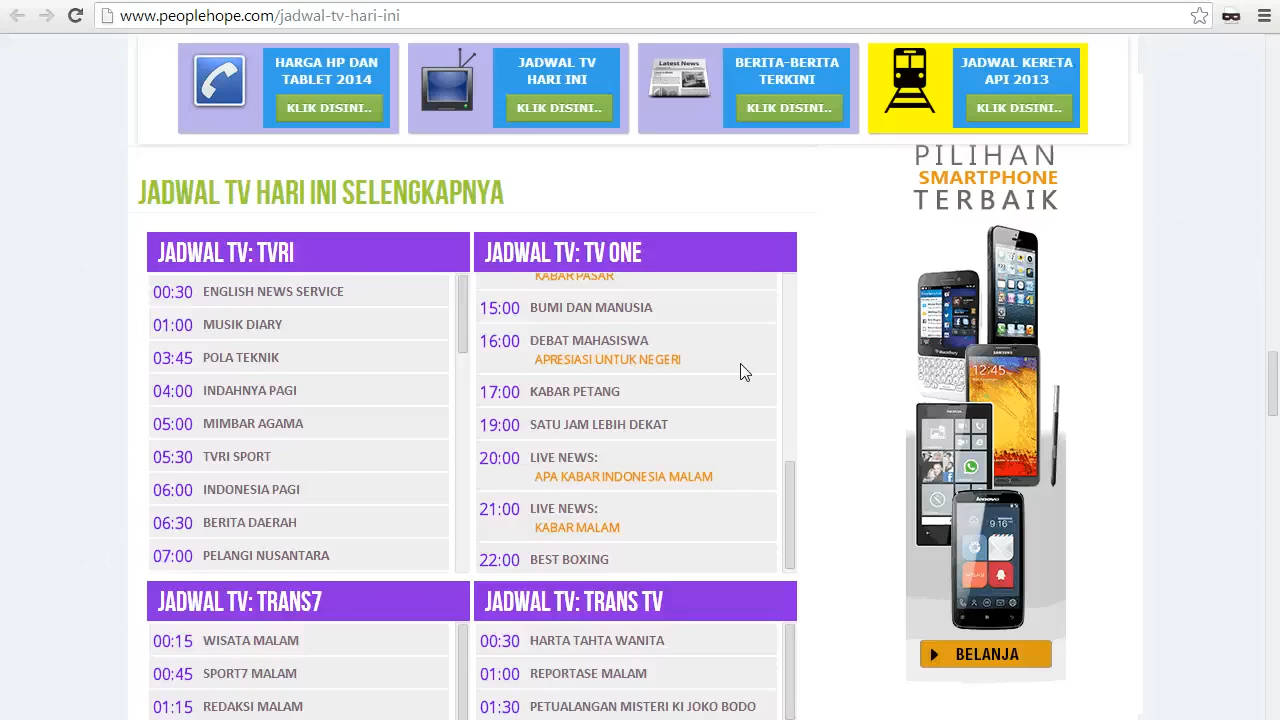 www.peoplehope.com/jadwal-tv-hari-ini
HARGA HP DAN
TABLET 2014
KLIK DISINI..
JADWAL TV
HARI INI
KLIK DISINI..
Latest News
BERITA-BERITA
TERKINI
KLIK DISINI..
JADWAL KERETA
API 2013
KLIK DISINI..
JADWAL TV HARI INI SELENGKAPNYA
JADWAL TV: TVRI
00:30 ENGLISH NEWS SERVICE
01:00 MUSIK DIARY
03:45 POLA TEKNIK
04:00 INDAHNYA PAGI
05:00 MIMBAR AGAMA
05:30 TVRI SPORT
06:00 INDONESIA PAGI
06:30 BERITA DAERAH
07:00 PELANGI NUSANTARA
JADWAL TV: TV ONE
KABAR PASAR
15:00 BUMI DAN MANUSIA
16:00 DEBAT MAHASISWA
APRESIASI UNTUK NEGERI
17:00 KABAR PETANG
19:00 SATU JAM LEBIH DEKAT
20:00 LIVE NEWS:
APA KABAR INDONESIA MALAM
21:00 LIVE NEWS:
KABAR MALAM
22:00 BEST BOXING
JADWAL TV: TRANS7
00:15 WISATA MALAM
00:45 SPORT7 MALAM
01:15 REDAKSI MALAM
JADWAL TV: TRANS TV
00:30 HARTA TAHTA WANITA
01:00 REPORTASE MALAM
01:30 PETUALANGAN MISTERI KI JOKO BODO
PILIHAN
SMARTPHONE
TERBAIK
12:45
SAMSUNG
lenovo
9:16
BELANJA